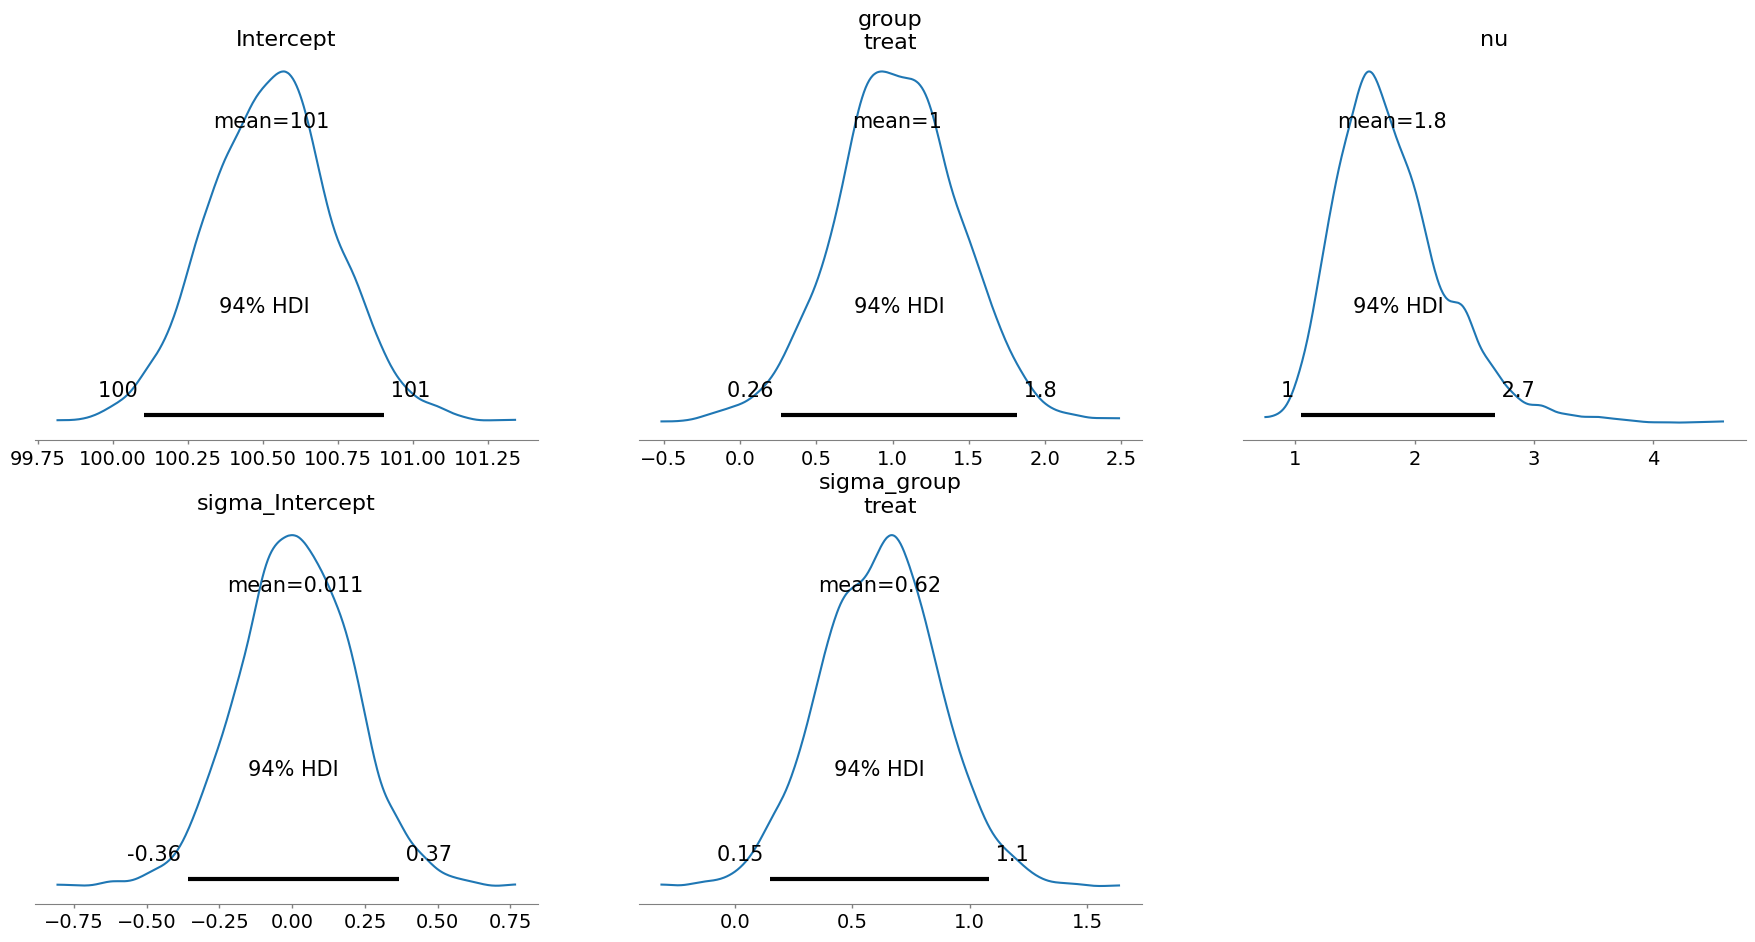 Intercept
mean=101
94% HDI
100
101
99.75 100.00 100.25 100.50 100.75 101.00 101.25
group
treat
mean=1
94% HDI
0.26
1.8
−0.5 0.0 0.5 1.0 1.5 2.0 2.5
nu
mean=1.8
94% HDI
1
2.7
1 2 3 4
sigma_Intercept
mean=0.011
94% HDI
-0.36
0.37
−0.75 −0.50 −0.25 0.00 0.25 0.50 0.75
sigma_group
treat
mean=0.62
94% HDI
0.15
1.1
0.0 0.5 1.0 1.5